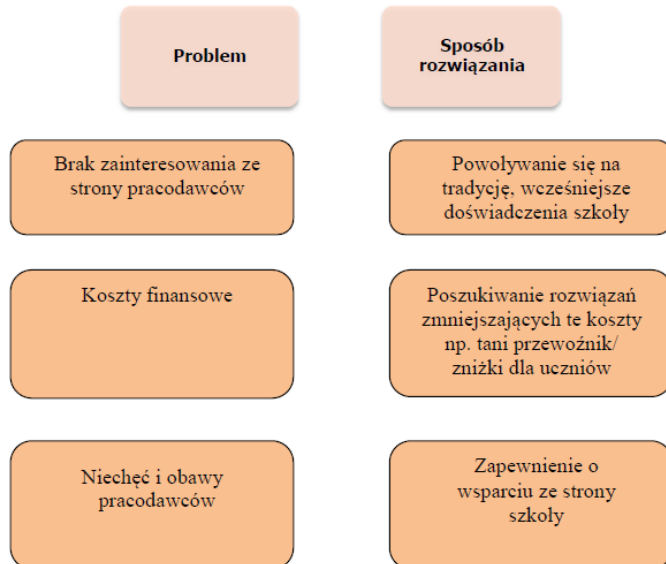 Problem
Sposób
rozwiązania
Brak zainteresowania ze
strony pracodawców
Powoływanie się na
tradycję, wcześniejsze
doświadczenia szkoły
Koszty finansowe
Poszukiwanie rozwiązań
zmniejszających te koszty
np. tani przewoźnik/
zniżki dla uczniów
Niechęć i obawy
pracodawców
Zapewnienie o
wsparciu ze strony
szkoły